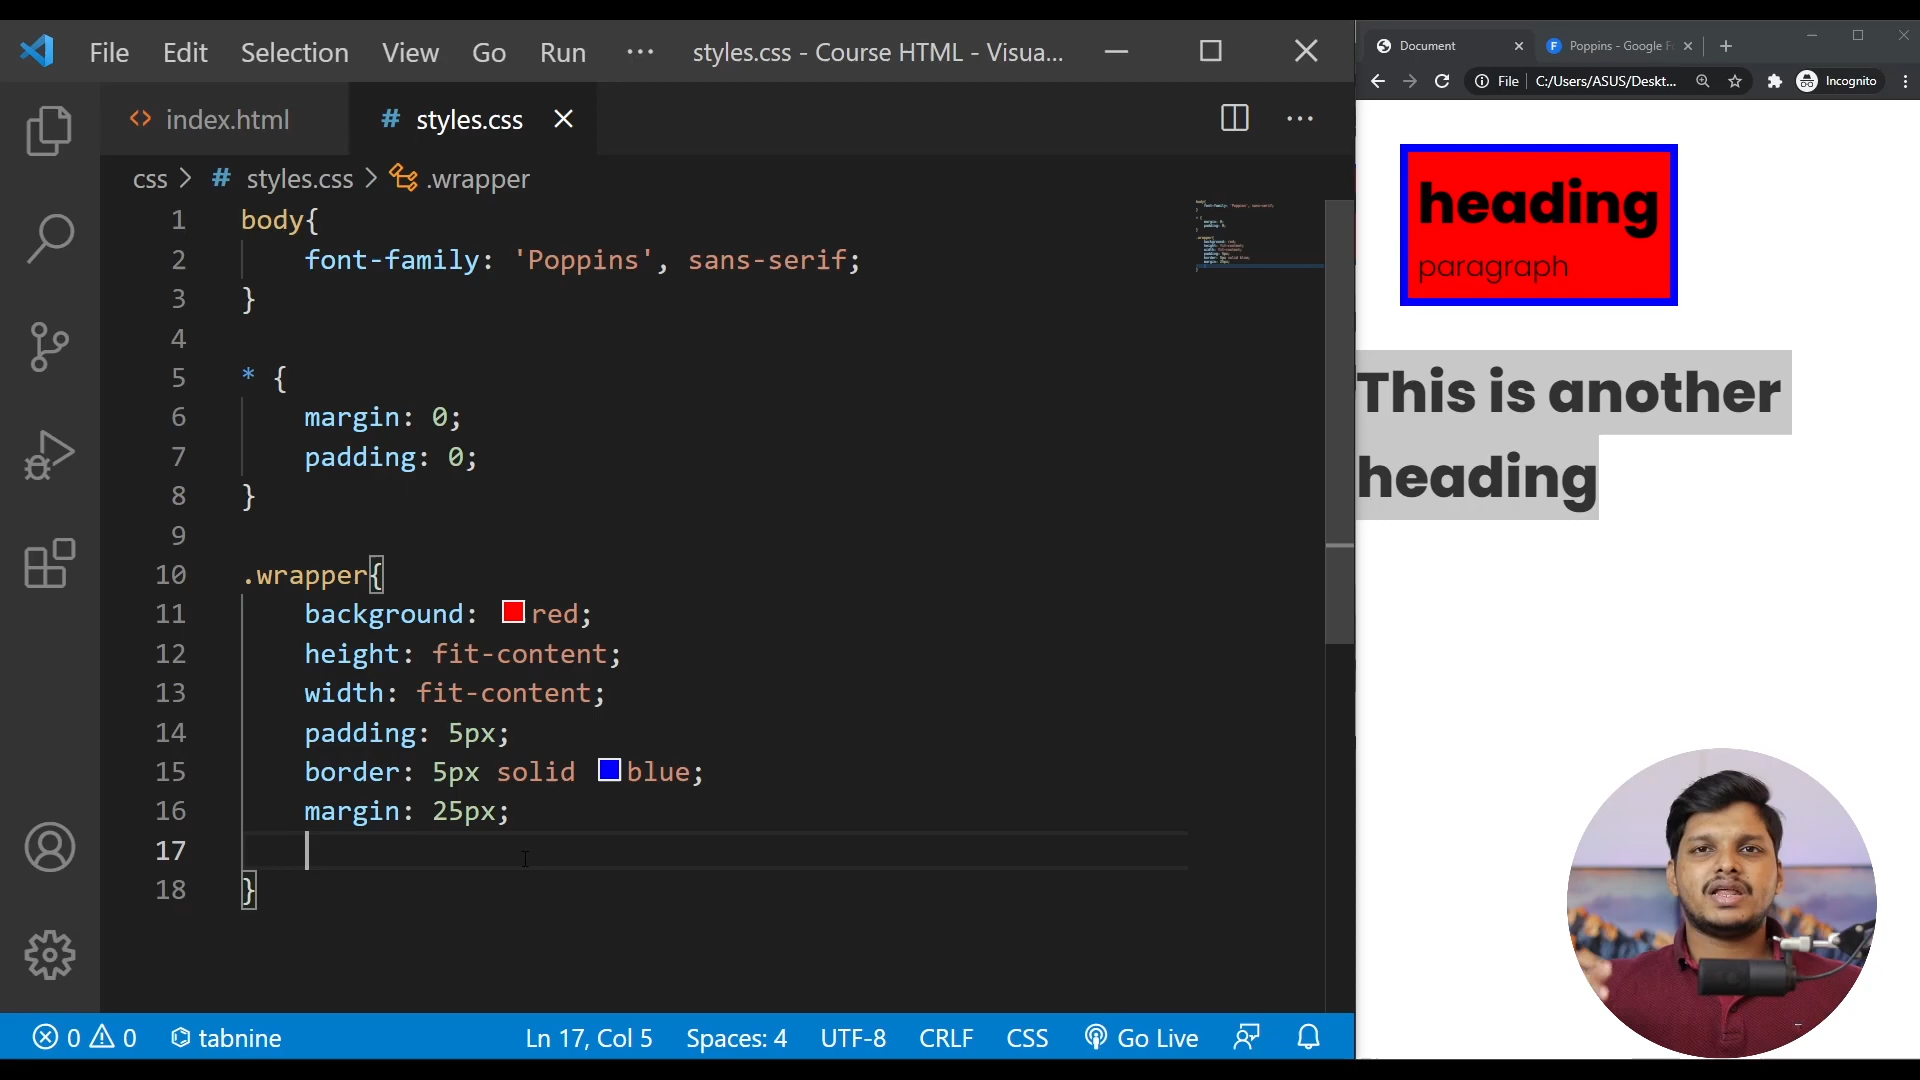 File Edit Selection View Go Run ··· styles.css - Course HTML - Visua...
index.html
# styles.css
css > # styles.css > .wrapper
1 body{
2 font-family: 'Poppins', sans-serif;
3 }
4
5 * {
6 margin: 0;
7 padding: 0;
8 }
9
10 .wrapper{
11 background: red;
12 height: fit-content;
13 width: fit-content;
14 padding: 5px;
15 border: 5px solid blue;
16 margin: 25px;
17
18 }
0 0 tabnine Ln 17, Col 5 Spaces: 4 UTF-8 CRLF CSS Go Live
Document
Poppins - Google F
File C:/Users/ASUS/Deskt... Incognito
heading
paragraph
This is another
heading